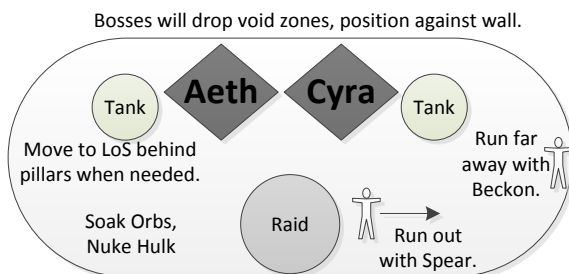 Bosses will drop void zones, position against wall.
Aeth
Cyra
Tank
Tank
Move to LoS behind
pillars when needed.
Run far
away with
Beckon.
Soak Orbs,
Nuke Hulk
Raid
Run out
with Spear.